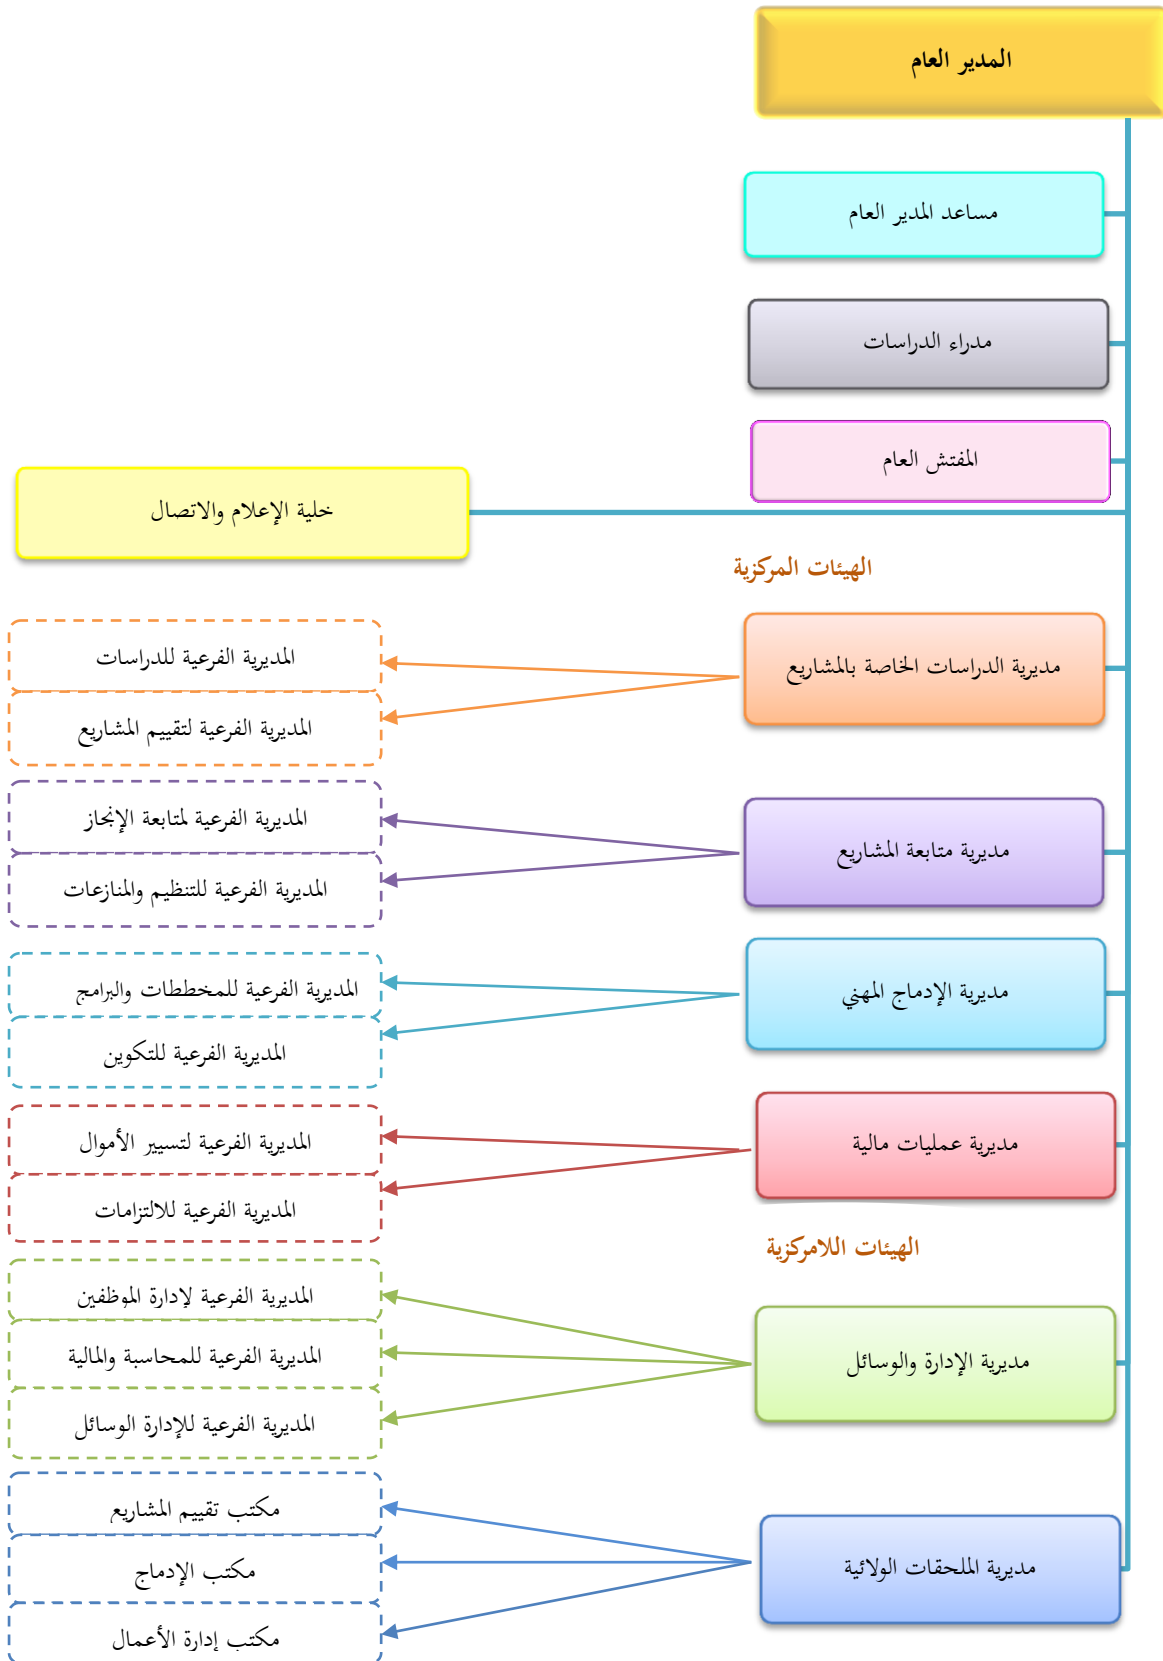 المدير العام
مساعد المدير العام
مدراء الدراسات
المفتش العام
خلية الإعلام والاتصال
الهيئات المركزية
مديرية الدراسات الخاصة بالمشاريع
المديرية الفرعية للدراسات
المديرية الفرعية لتقييم المشاريع
مديرية متابعة المشاريع
المديرية الفرعية لمتابعة الإنجاز
المديرية الفرعية للتنظيم والمنازعات
مديرية الإدماج المهني
المديرية الفرعية للمخططات والبرامج
المديرية الفرعية للتكوين
مديرية عمليات مالية
المديرية الفرعية لتسيير الأموال
المديرية الفرعية للالتزامات
الهيئات اللامركزية
مديرية الإدارة والوسائل
المديرية الفرعية لإدارة الموظفين
المديرية الفرعية للمحاسبة والمالية
المديرية الفرعية للإدارة الوسائل
مديرية الملحقات الولائية
مكتب تقييم المشاريع
مكتب الإدماج
مكتب إدارة الأعمال